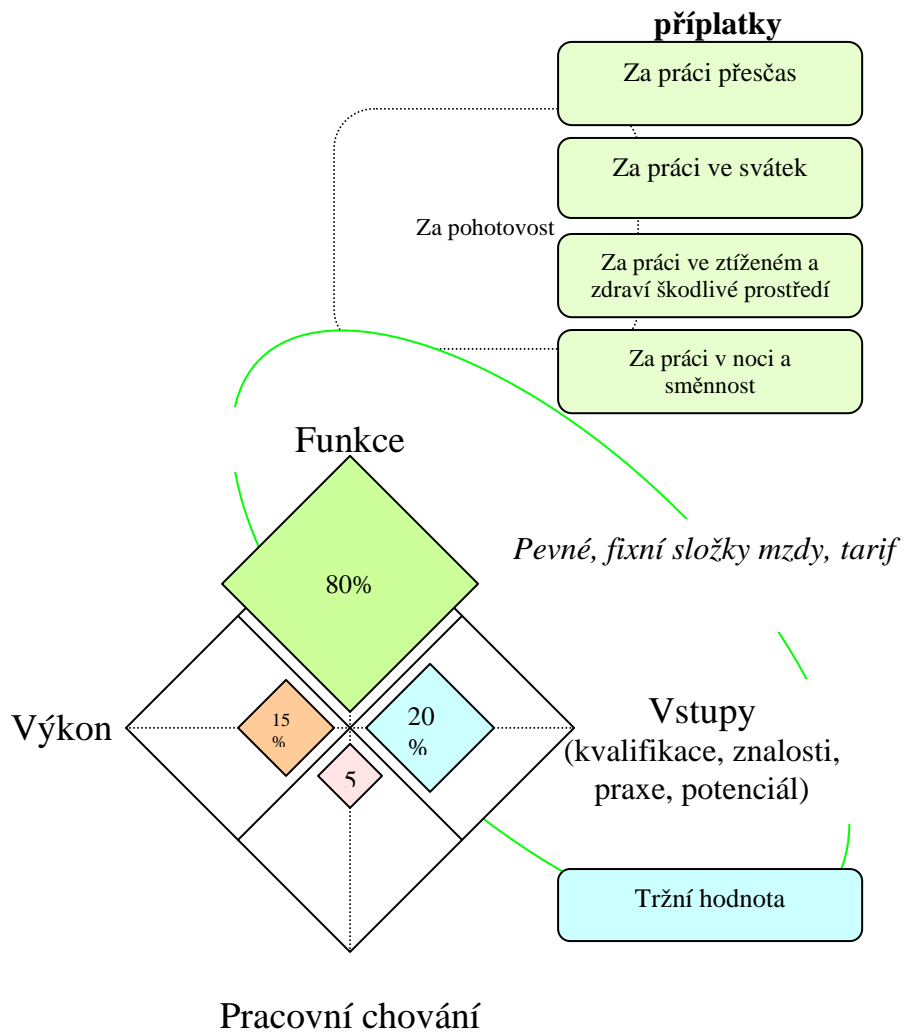 příplatky
Za práci přesčas
Za práci ve svátek
Za pohotovost
Za práci ve ztíženém a
zdraví škodlivé prostředí
Za práci v noci a
směnnost
Funkce
Pevné, fixní složky mzdy, tarif
80%
Výkon
15
%
20
%
5
Vstupy
(kvalifikace, znalosti,
praxe, potenciál)
Tržní hodnota
Pracovní chování